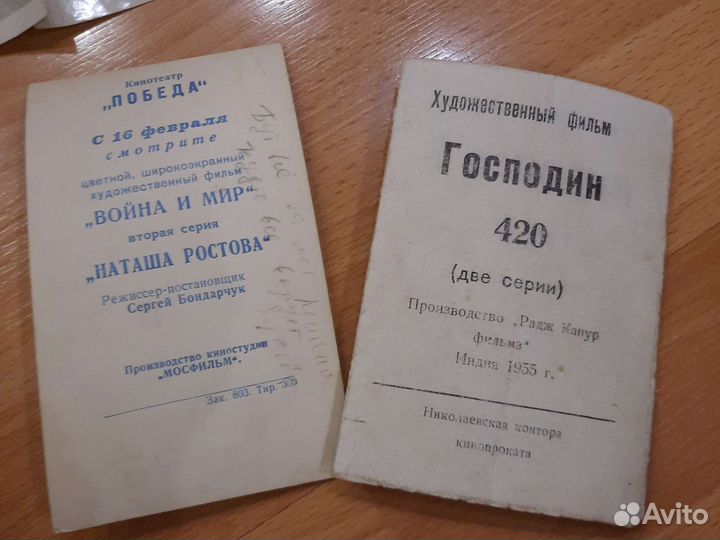 Кинотеатр
„ПОБЕДА“
С 16 февраля
смотрите
цветной, широкоэкранный
художественный фильм
„ВОЙНА И МИР“
вторая серия
„НАТАША РОСТОВА“
Режиссер-постановщик
Сергей Бондарчук
Производство киностудии
„МОСФИЛЬМ“.
Зак. 803. Тир. 300
Художественный фильм
Господин
420
(две серии)
Производство „Радж Капур
фильмз“
Индия 1955 г.
Николаевская контора
кинопроката
Avito